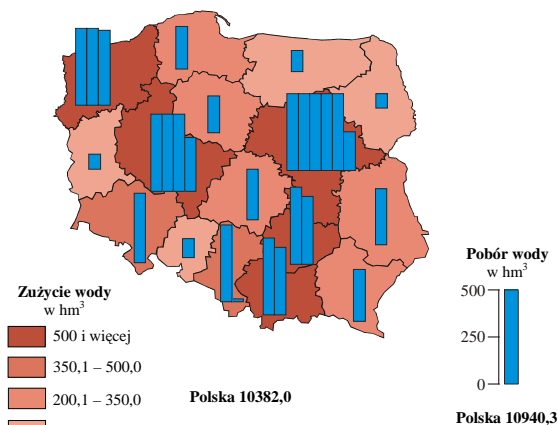 Zużycie wody
w hm³
500 i więcej
350,1 – 500,0
200,1 – 350,0
Polska 10382,0
Pobór wody
w hm³
500
250
0
Polska 10940,3